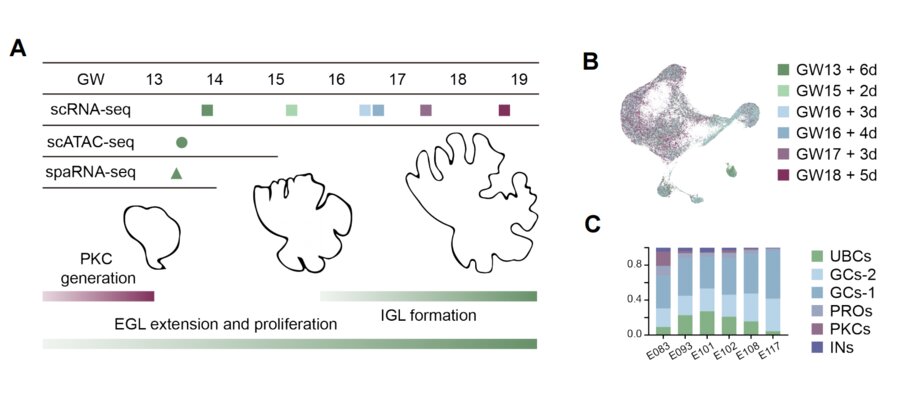 A
GW 13 14 15 16 17 18 19
scRNA-seq
scATAC-seq
spaRNA-seq
PKC
generation
IGL formation
EGL extension and proliferation
B
GW13 + 6d
GW15 + 2d
GW16 + 3d
GW16 + 4d
GW17 + 3d
GW18 + 5d
C
0.8
0.4
0.0
E083 E093 E101 E102 E108 E117
UBCs
GCs-2
GCs-1
PROs
PKCs
INs